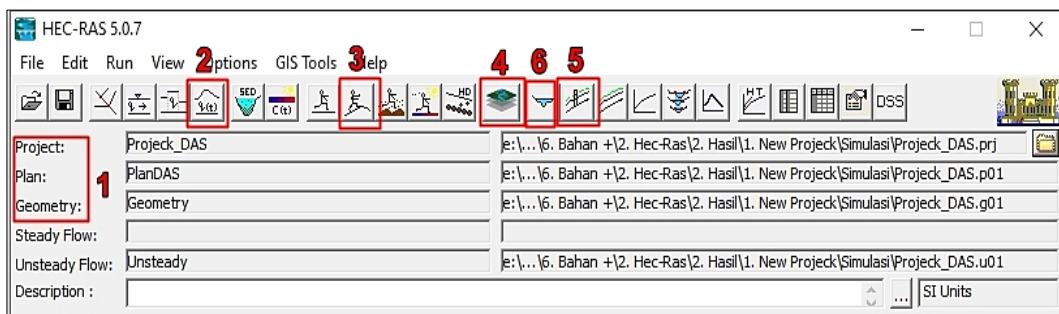 HEC-RAS 5.0.7
File Edit Run View Options GIS Tools Help
2 3 4 6 5
SED C(t) HD HT DSS
Project: Projeck_DAS e:\...\6. Bahan +\2. Hec-Ras\2. Hasil\1. New Projeck\Simulasi\Projeck_DAS.prj
Plan: PlanDAS e:\...\6. Bahan +\2. Hec-Ras\2. Hasil\1. New Projeck\Simulasi\Projeck_DAS.p01
1
Geometry: Geometry e:\...\6. Bahan +\2. Hec-Ras\2. Hasil\1. New Projeck\Simulasi\Projeck_DAS.g01
Steady Flow:
Unsteady Flow: Unsteady e:\...\6. Bahan +\2. Hec-Ras\2. Hasil\1. New Projeck\Simulasi\Projeck_DAS.u01
Description : ... SI Units